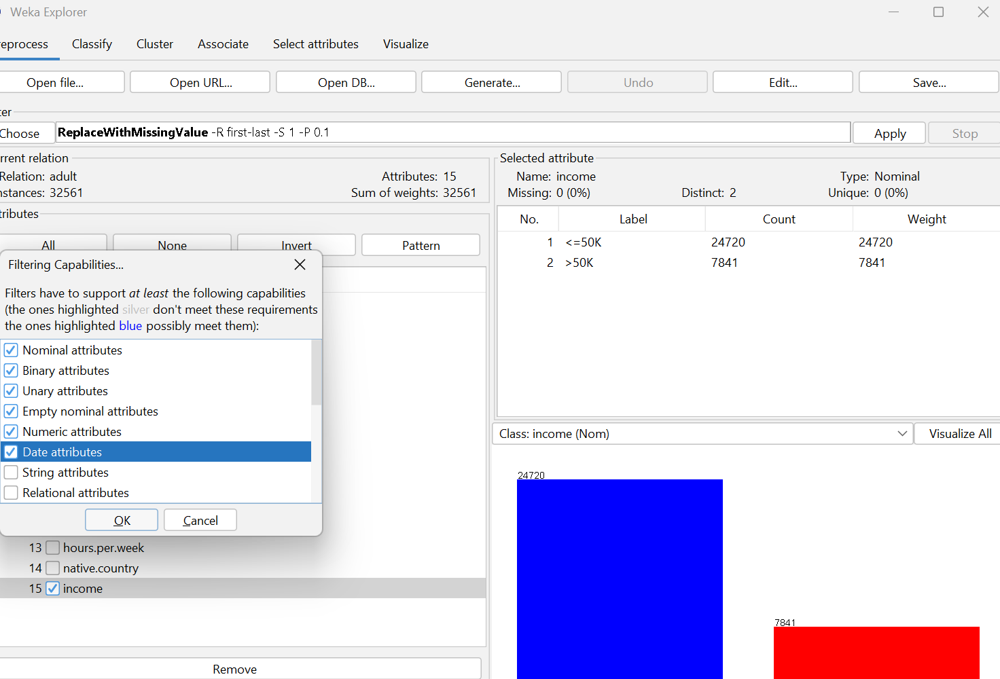 Weka Explorer
reprocess Classify Cluster Associate Select attributes Visualize
Open file... Open URL... Open DB... Generate... Undo Edit... Save...
ter
Choose ReplaceWithMissingValue -R first-last -S 1 -P 0.1 Apply Stop
rrent relation
Relation: adult Attributes: 15
nstances: 32561 Sum of weights: 32561
Selected attribute
Name: income Type: Nominal
Missing: 0 (0%) Distinct: 2 Unique: 0 (0%)
No. Label Count Weight
1 <=50K 24720 24720
2 >50K 7841 7841
tributes
All None Invert Pattern
Filtering Capabilities...
Filters have to support at least the following capabilities
(the ones highlighted silver don't meet these requirements
the ones highlighted blue possibly meet them):
Nominal attributes
Binary attributes
Unary attributes
Empty nominal attributes
Numeric attributes
Date attributes
String attributes
Relational attributes
OK Cancel
13 hours.per.week
14 native.country
15 income
Remove
Class: income (Nom) Visualize All
24720
7841